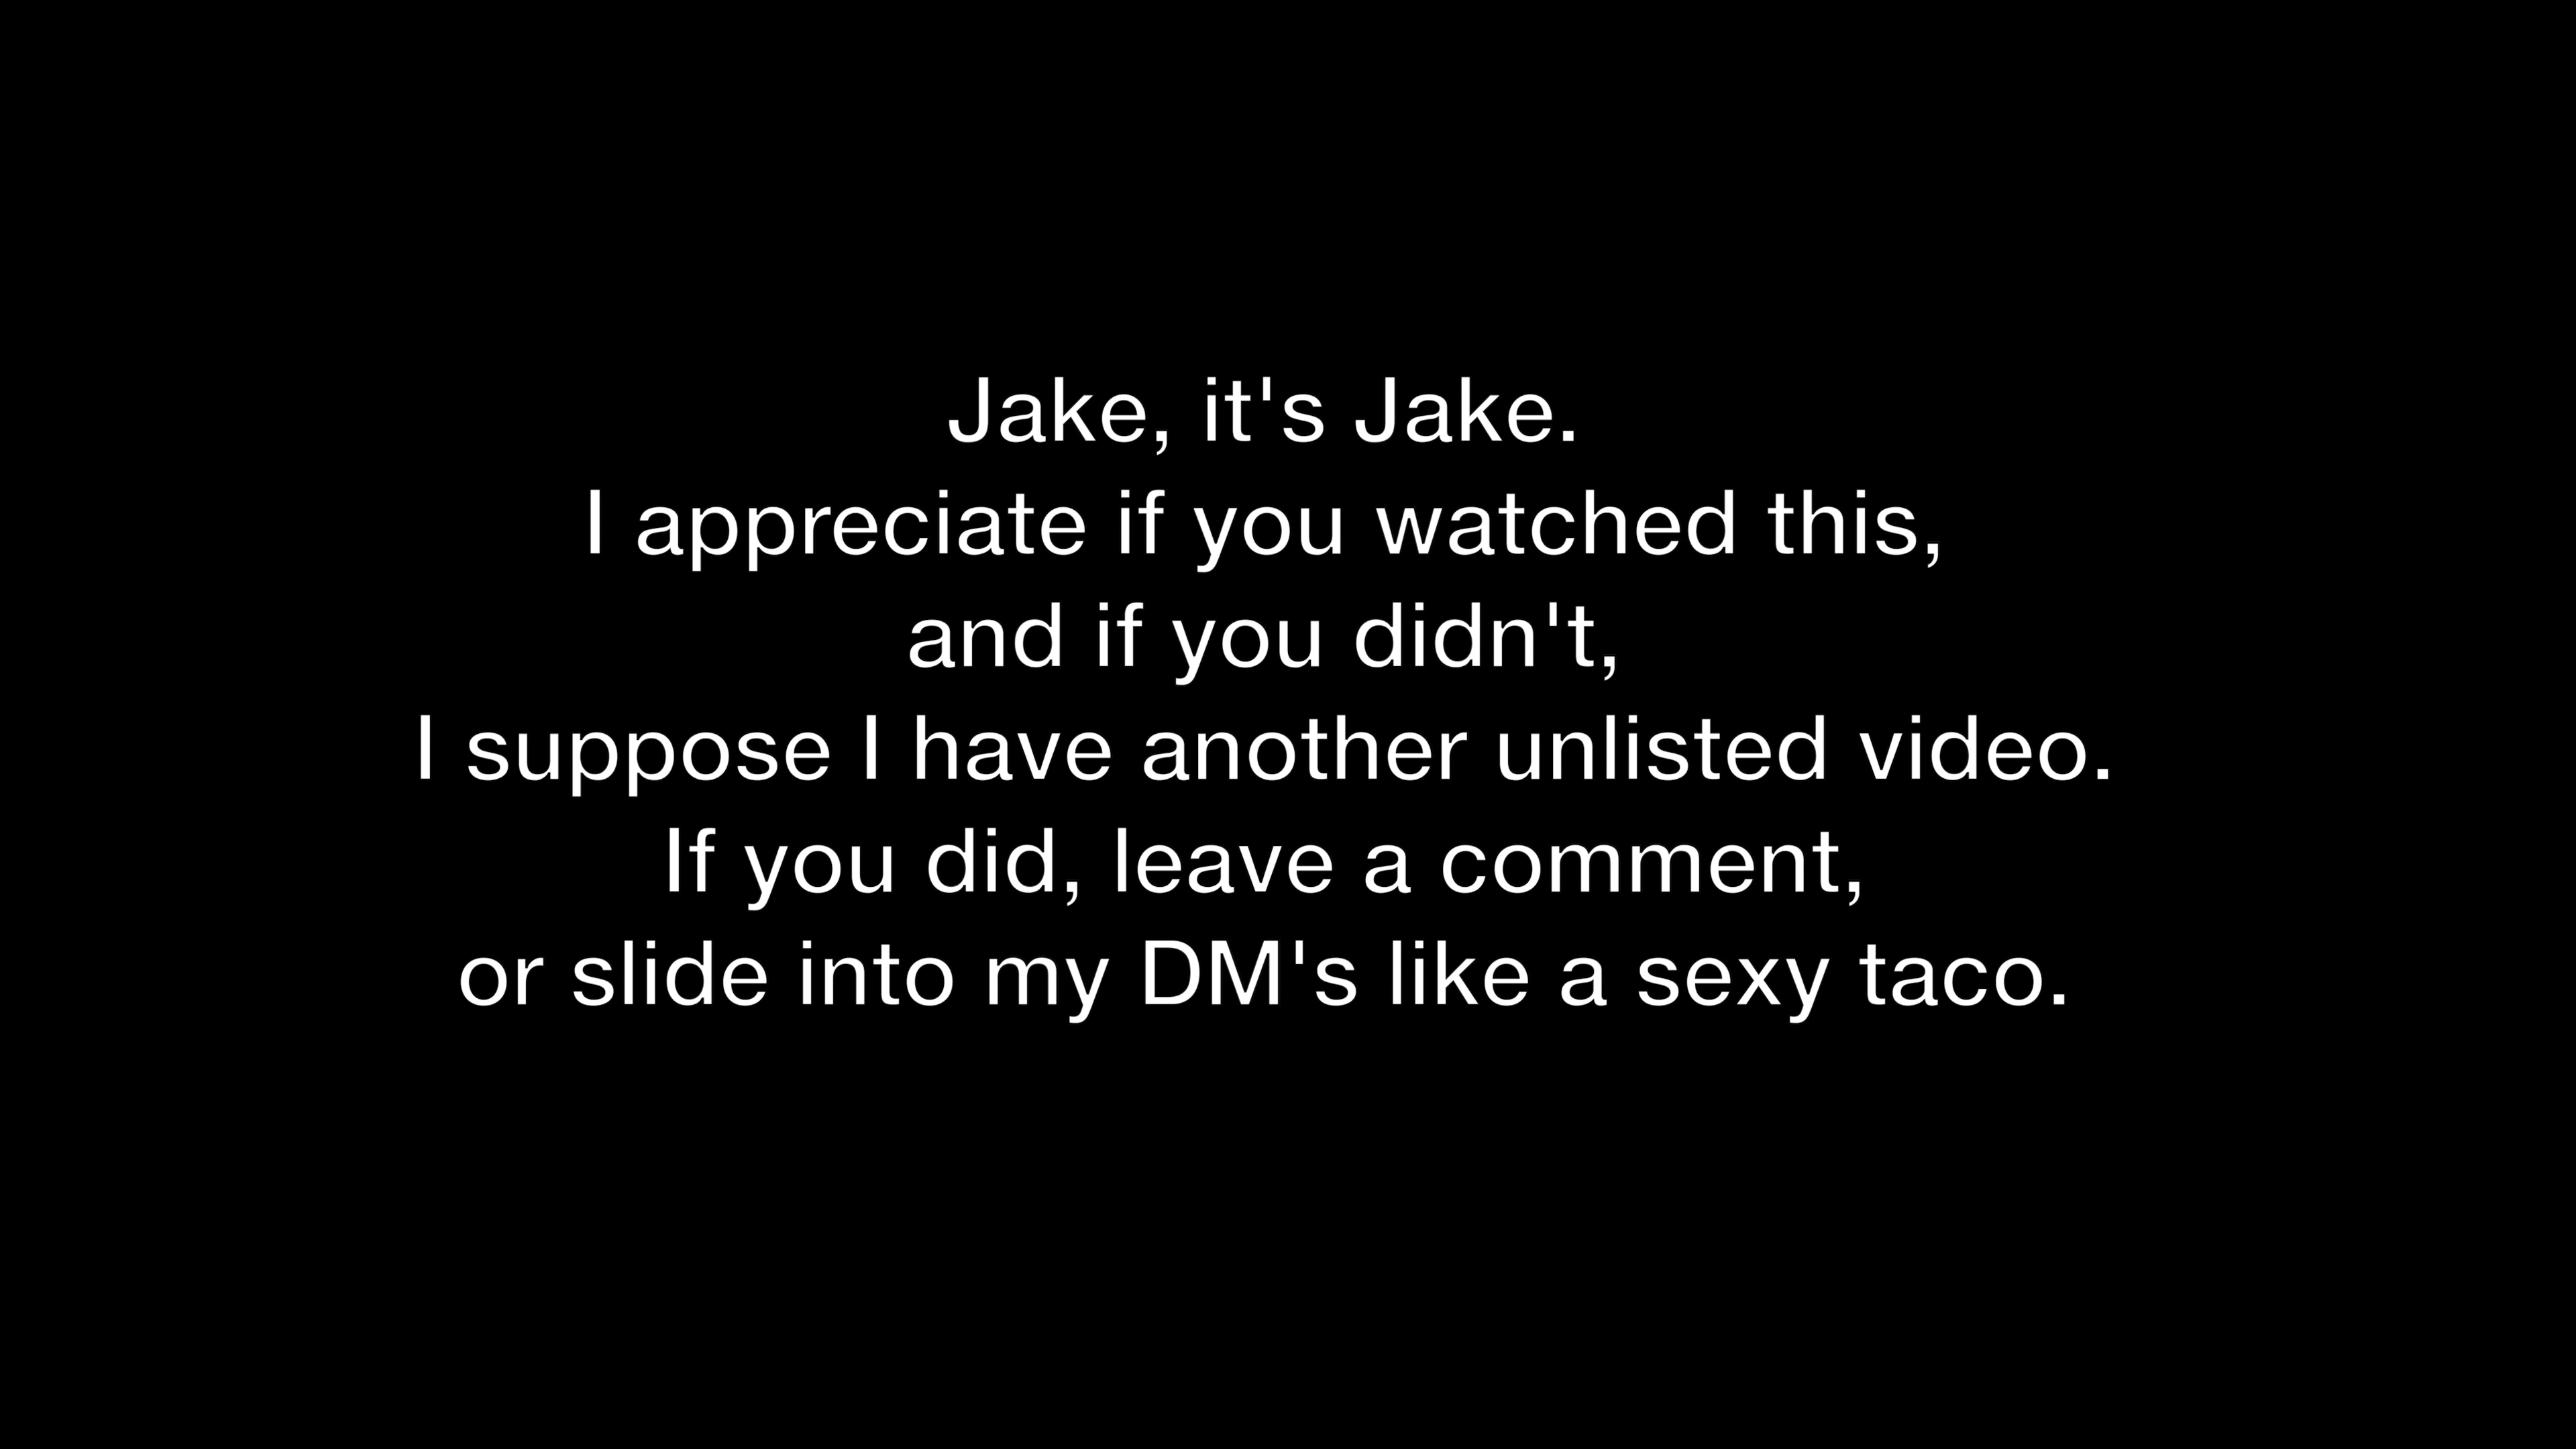 Jake, it's Jake.
I appreciate if you watched this,
and if you didn't,
I suppose I have another unlisted video.
If you did, leave a comment,
or slide into my DM's like a sexy taco.